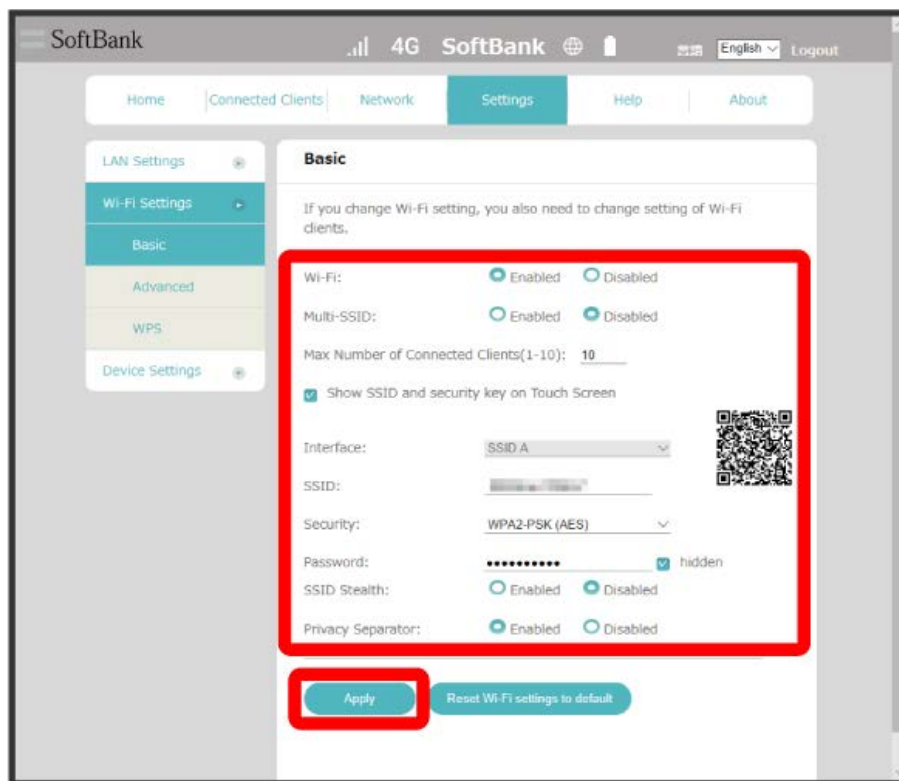 SoftBank 4G SoftBank 言語 English Logout
Home Connected Clients Network Settings Help About
LAN Settings
Wi-Fi Settings
Basic
Advanced
WPS
Device Settings
Basic
If you change Wi-Fi setting, you also need to change setting of Wi-Fi
clients.
Wi-Fi: Enabled Disabled
Multi-SSID: Enabled Disabled
Max Number of Connected Clients(1-10): 10
Show SSID and security key on Touch Screen
Interface: SSID A
SSID:
Security: WPA2-PSK (AES)
Password: •••••••••• hidden
SSID Stealth: Enabled Disabled
Privacy Separator: Enabled Disabled
Apply Reset Wi-Fi settings to default